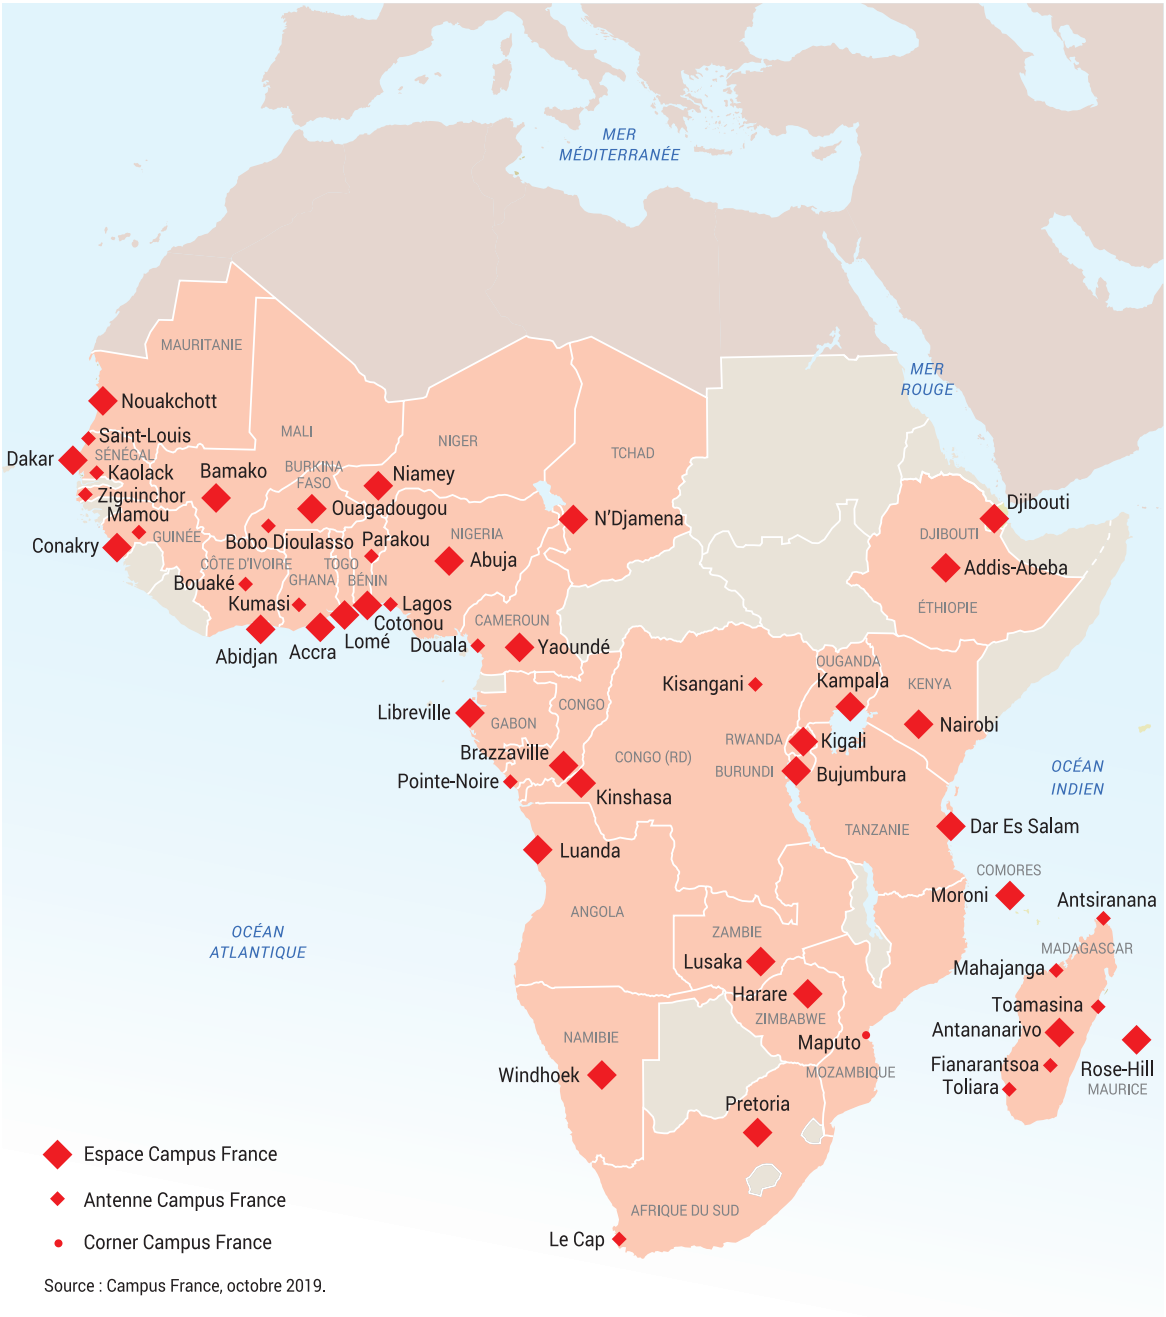 MER
MÉDITERRANÉE
MAURITANIE
MER
ROUGE
Nouakchott
MALI
NIGER
TCHAD
Saint-Louis
Dakar
SÉNÉGAL
Kaolack
Bamako
BURKINA
FASO
Niamey
Ziguinchor
Ouagadougou
N'Djamena
Djibouti
Mamou
GUINÉE
Conakry
Bobo Dioulasso
Parakou
NIGERIA
DJIBOUTI
Abuja
CÔTE D'IVOIRE
TOGO
Addis-Abeba
Bouaké
GHANA
BÉNIN
Kumasi
Lagos
ÉTHIOPIE
Cotonou
CAMEROUN
Abidjan
Accra
Lomé
Douala
Yaoundé
OUGANDA
Kampala
Kisangani
KENYA
Libreville
GABON
CONGO
Nairobi
Brazzaville
CONGO (RD)
RWANDA
Kigali
Pointe-Noire
BURUNDI
Bujumbura
OCÉAN
INDIEN
Kinshasa
TANZANIE
Dar Es Salam
Luanda
COMORES
Moroni
Antsiranana
ANGOLA
OCÉAN
ATLANTIQUE
ZAMBIE
MADAGASCAR
Lusaka
Mahajanga
Harare
Toamasina
ZIMBABWE
NAMIBIE
Maputo
Antananarivo
Windhoek
MOZAMBIQUE
Fianarantsoa
Rose-Hill
Toliara
MAURICE
Pretoria
AFRIQUE DU SUD
Le Cap
Espace Campus France
Antenne Campus France
Corner Campus France
Source : Campus France, octobre 2019.